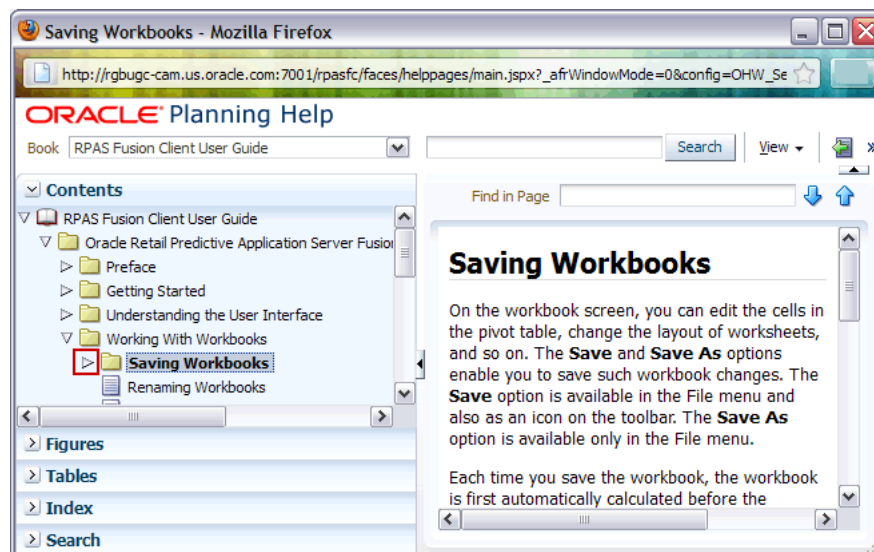 Saving Workbooks - Mozilla Firefox
http://rgbugc-cam.us.oracle.com:7001/rpasfc/faces/helppages/main.jspx?_afrWindowMode=0&config=OHW_Se
ORACLE® Planning Help
Book RPAS Fusion Client User Guide Search View »
Contents
RPAS Fusion Client User Guide
Oracle Retail Predictive Application Server Fusion
Preface
Getting Started
Understanding the User Interface
Working With Workbooks
Saving Workbooks
Renaming Workbooks
Figures
Tables
Index
Search
Find in Page
Saving Workbooks
On the workbook screen, you can edit the cells in
the pivot table, change the layout of worksheets,
and so on. The Save and Save As options
enable you to save such workbook changes. The
Save option is available in the File menu and
also as an icon on the toolbar. The Save As
option is available only in the File menu.
Each time you save the workbook, the workbook
is first automatically calculated before the